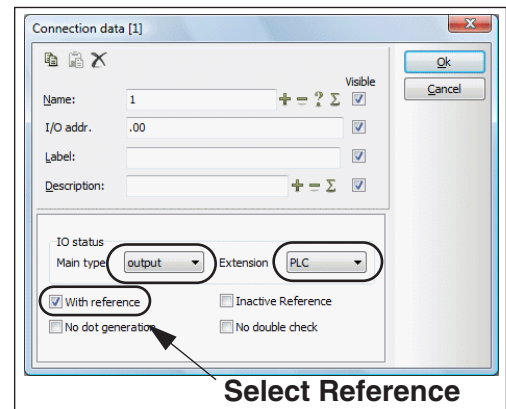 Connection data [1]
Ok
Cancel
Visible
Name: 1
I/O addr. .00
Label:
Description:
IO status
Main type output Extension PLC
With reference Inactive Reference
No dot generation No double check
Select Reference